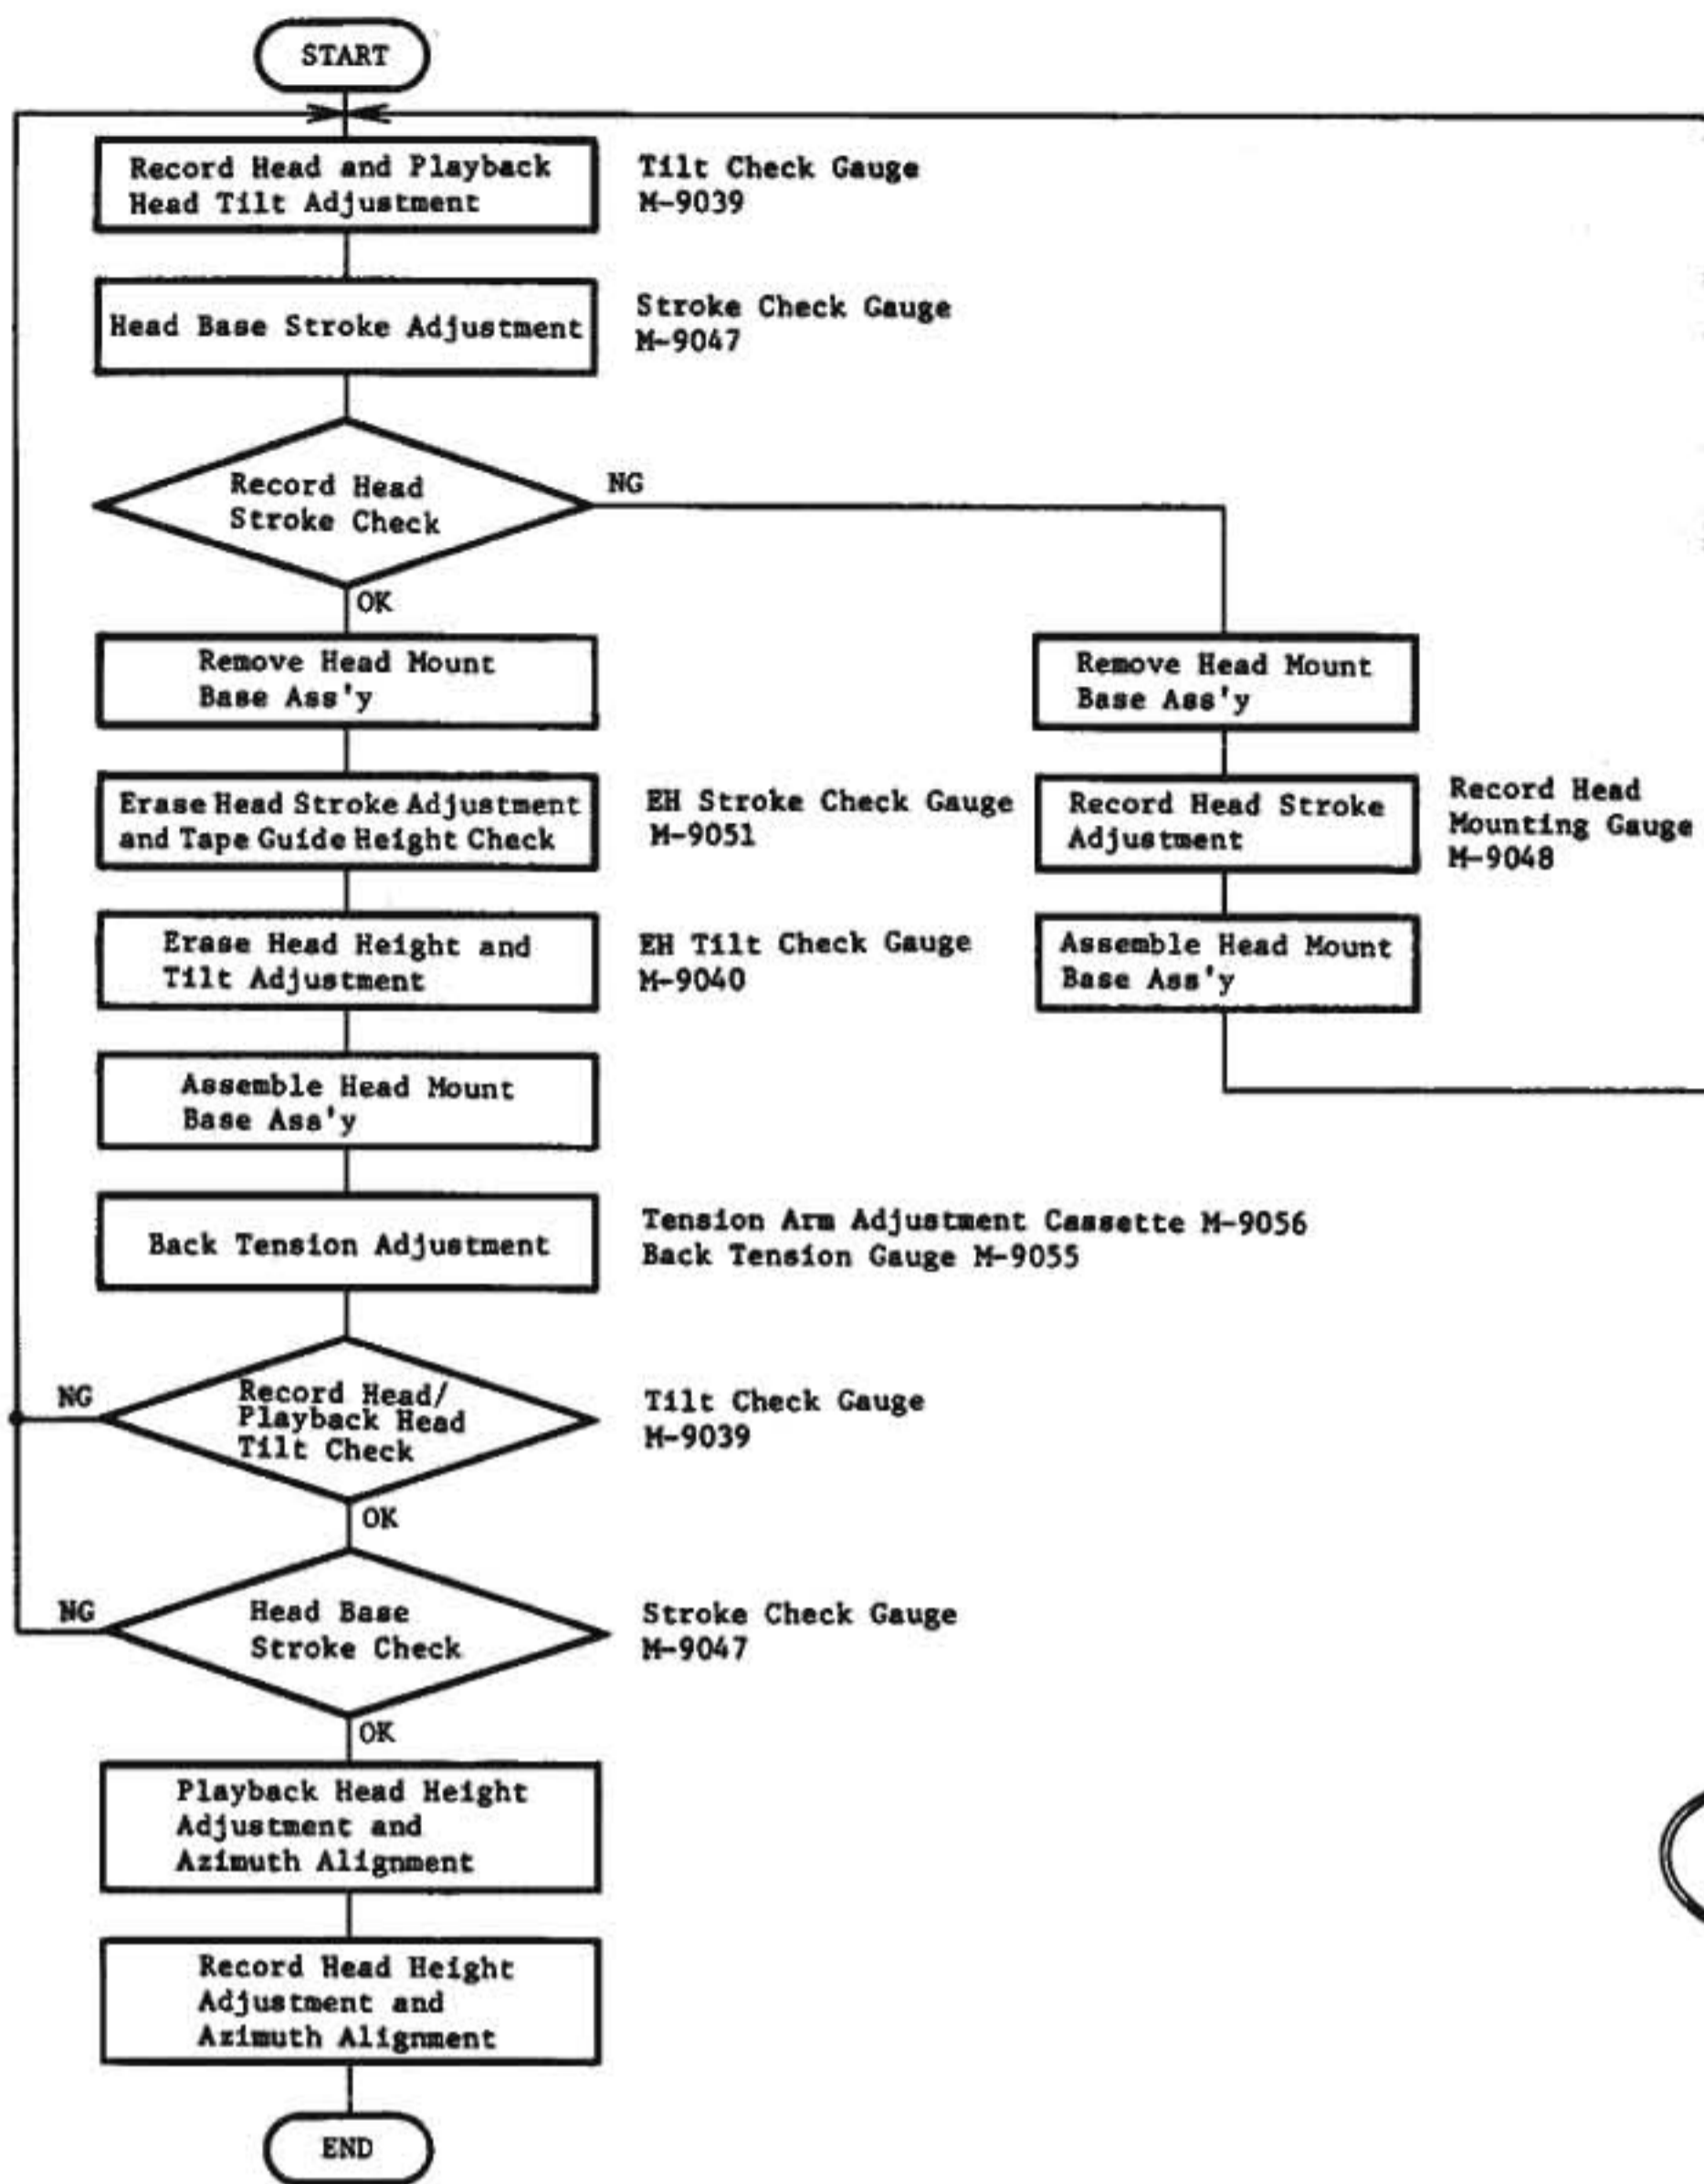 START
Record Head and Playback
Head Tilt Adjustment
Tilt Check Gauge
M-9039
Head Base Stroke Adjustment
Stroke Check Gauge
M-9047
Record Head
Stroke Check
NG
OK
Remove Head Mount
Base Ass'y
Remove Head Mount
Base Ass'y
Erase Head Stroke Adjustment
and Tape Guide Height Check
EH Stroke Check Gauge
M-9051
Record Head Stroke
Adjustment
Record Head
Mounting Gauge
M-9048
Erase Head Height and
Tilt Adjustment
EH Tilt Check Gauge
M-9040
Assemble Head Mount
Base Ass'y
Assemble Head Mount
Base Ass'y
Back Tension Adjustment
Tension Arm Adjustment Cassette M-9056
Back Tension Gauge M-9055
NG
Record Head/
Playback Head
Tilt Check
Tilt Check Gauge
M-9039
OK
NG
Head Base
Stroke Check
Stroke Check Gauge
M-9047
OK
Playback Head Height
Adjustment and
Azimuth Alignment
Record Head Height
Adjustment and
Azimuth Alignment
END